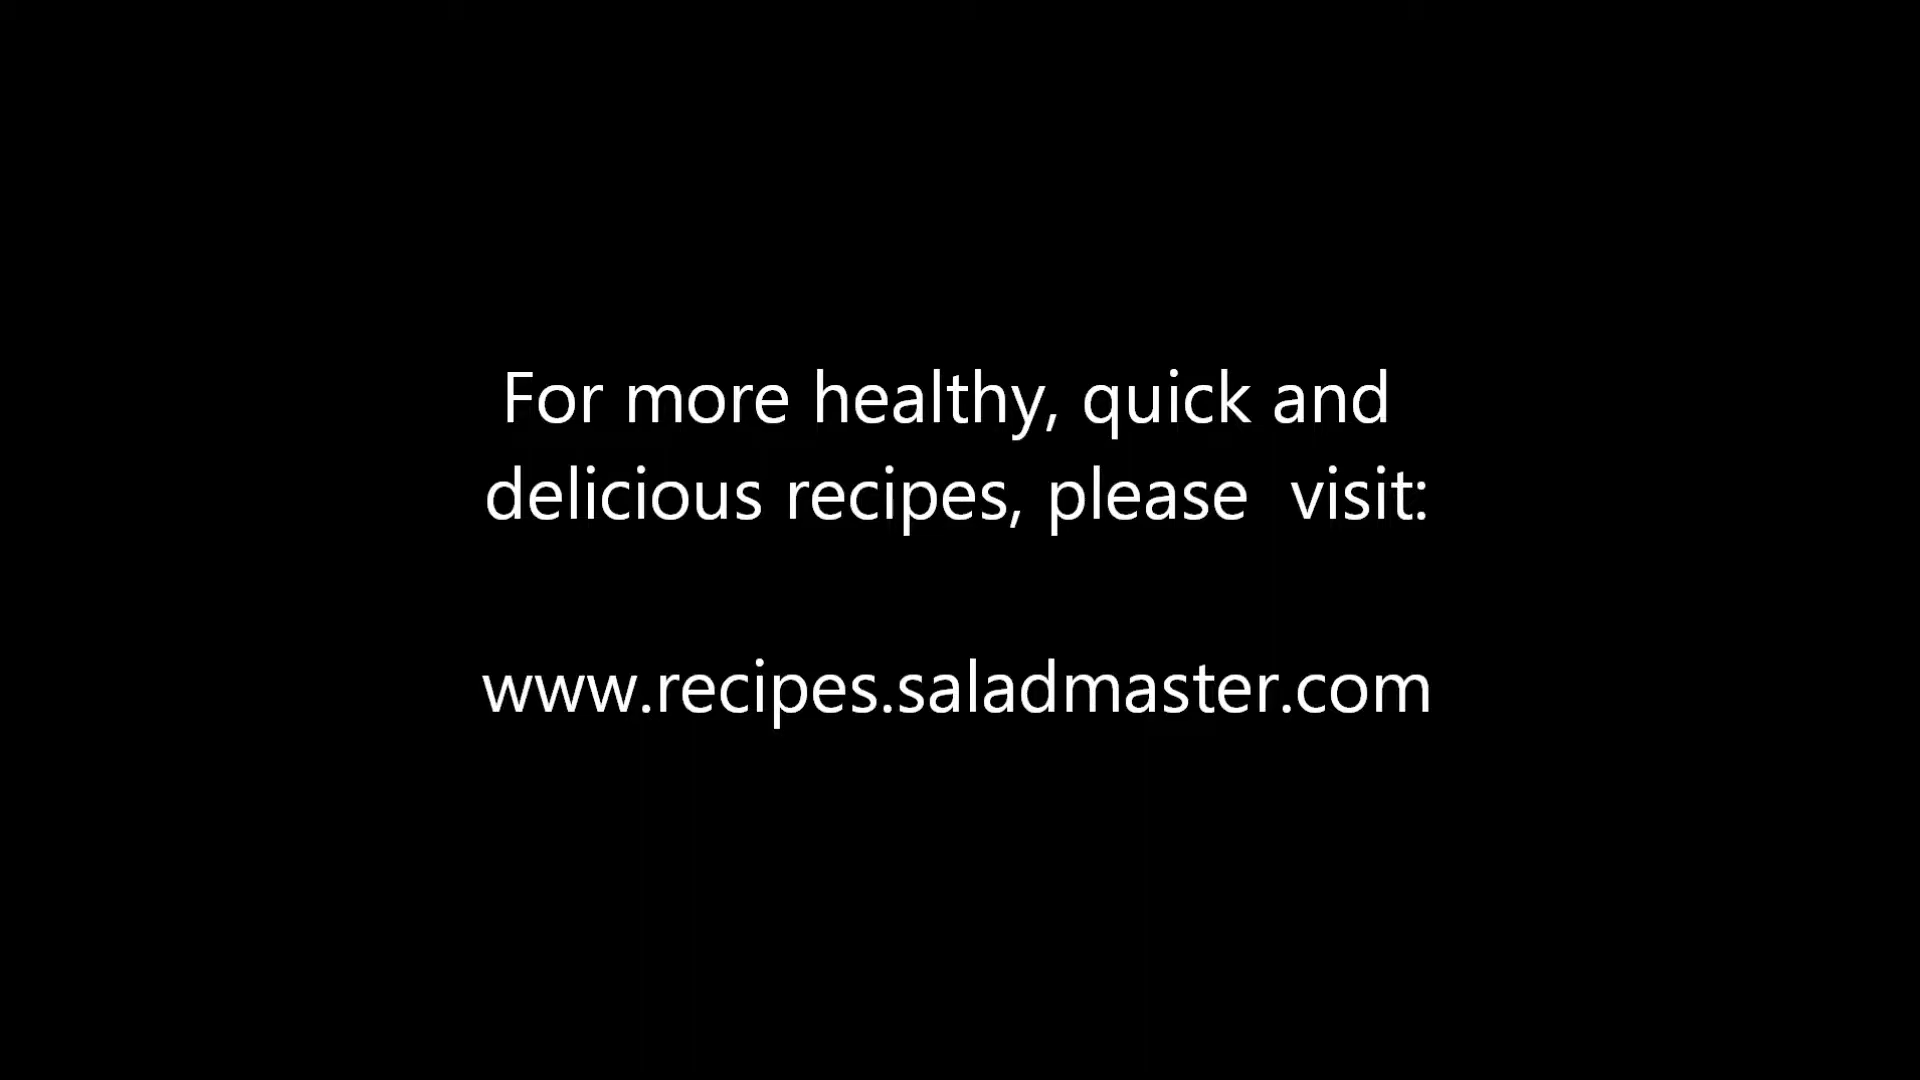 For more healthy, quick and
delicious recipes, please  visit:
www.recipes.saladmaster.com